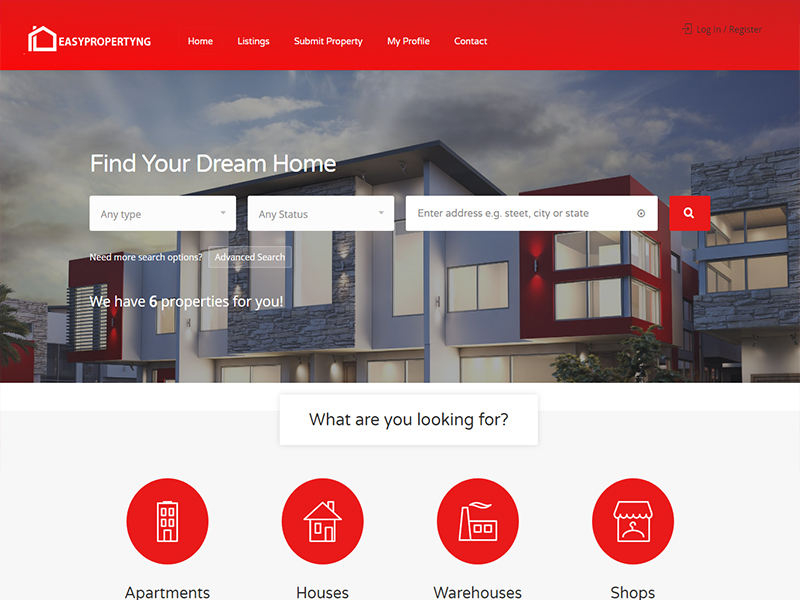 EASYPROPERTYNG
Home Listings Submit Property My Profile Contact
Log In / Register
Find Your Dream Home
Any type Any Status Enter address e.g. steet, city or state
Need more search options? Advanced Search
We have 6 properties for you!
What are you looking for?
Apartments Houses Warehouses Shops